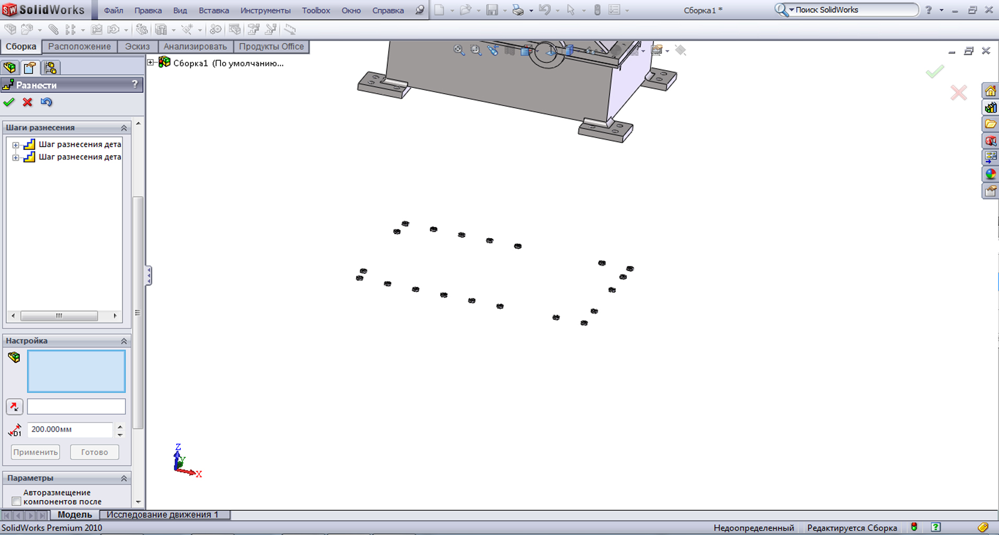 SolidWorks Файл Правка Вид Вставка Инструменты Toolbox Окно Справка Сборка1 * Поиск SolidWorks ?
Сборка Расположение Эскиз Анализировать Продукты Office
Сборка1 (По умолчанию...
Разнести ?
Шаги разнесения
Шаг разнесения дета
Шаг разнесения дета
Настройка
D1 200.000мм
Применить Готово
Параметры
Авторазмещение
компонентов после
Z
Y
X
Модель Исследование движения 1
SolidWorks Premium 2010 Недоопределенный Редактируется Сборка ?